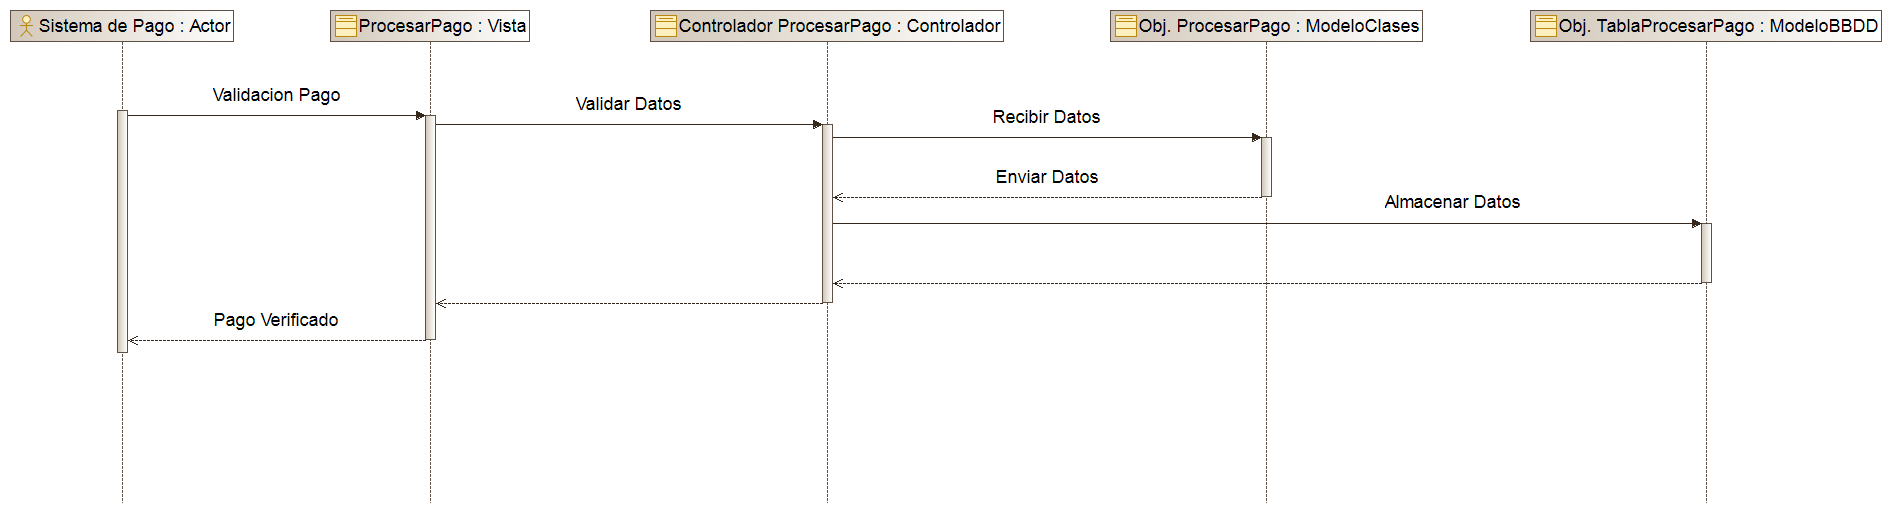 Sistema de Pago : Actor
ProcesarPago : Vista
Controlador ProcesarPago : Controlador
Obj. ProcesarPago : ModeloClases
Obj. TablaProcesarPago : ModeloBBDD
Validacion Pago
Validar Datos
Recibir Datos
Enviar Datos
Almacenar Datos
Pago Verificado